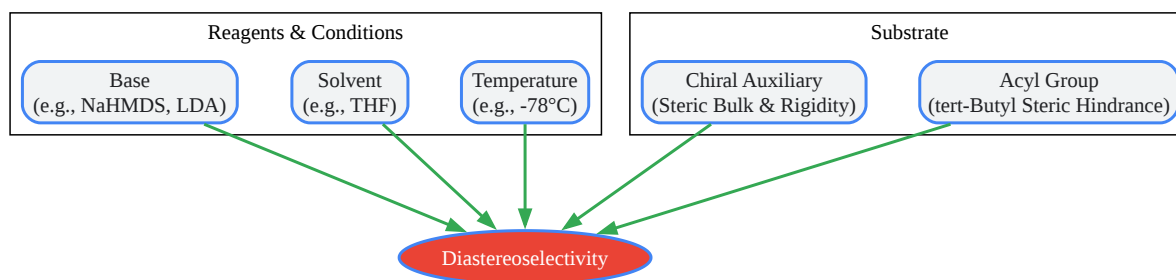 Reagents & Conditions
Base
(e.g., NaHMDS, LDA)
Solvent
(e.g., THF)
Temperature
(e.g., -78°C)
Substrate
Chiral Auxiliary
(Steric Bulk & Rigidity)
Acyl Group
(tert-Butyl Steric Hindrance)
Diastereoselectivity